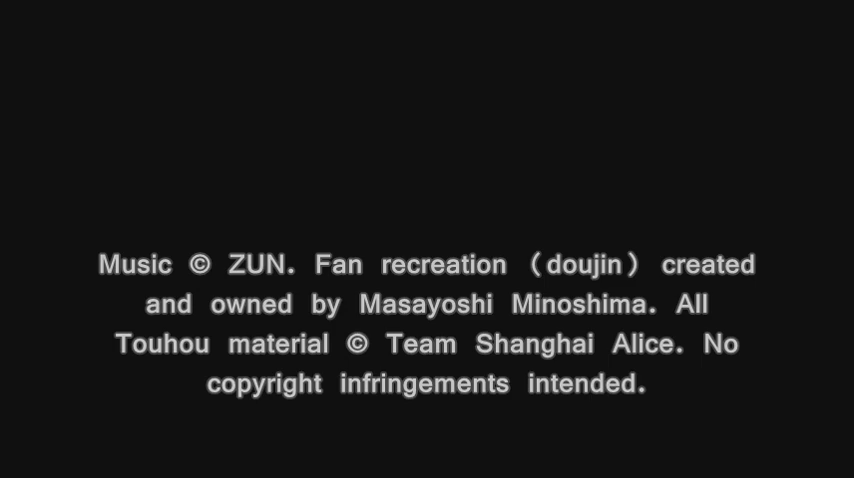 Music © ZUN. Fan recreation (doujin) created
and owned by Masayoshi Minoshima. All
Touhou material © Team Shanghai Alice. No
copyright infringements intended.